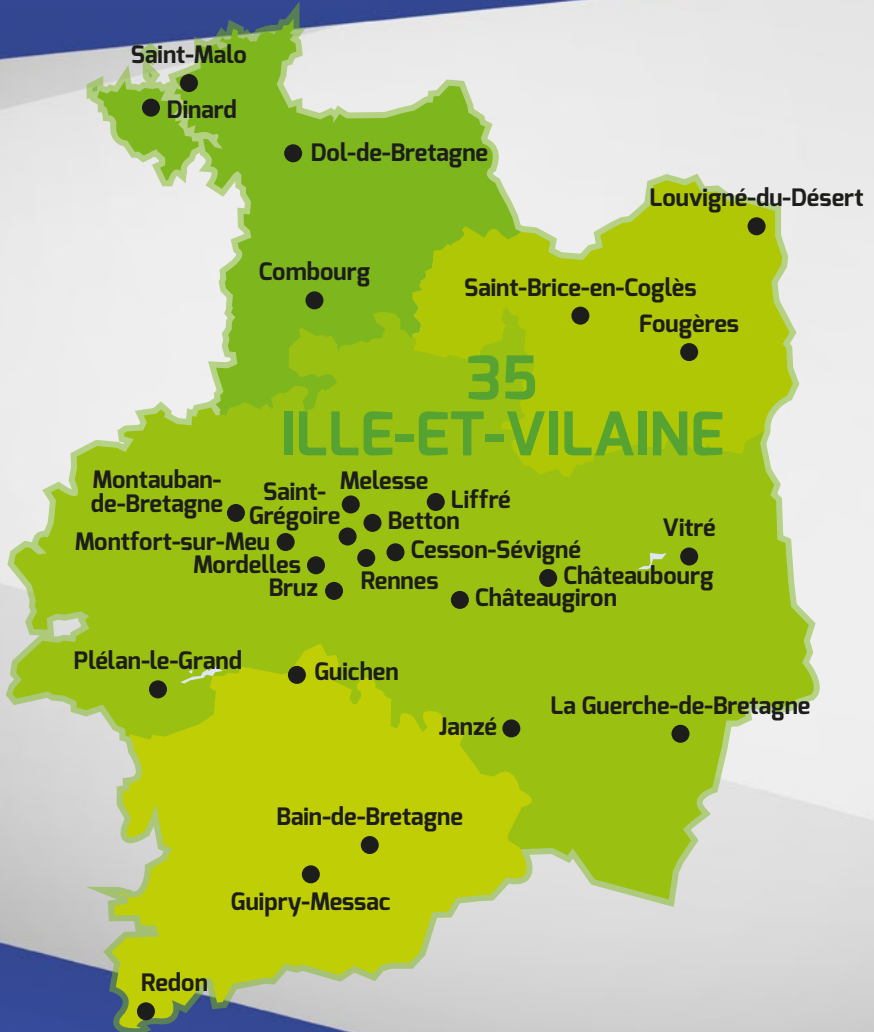 Saint-Malo
Dinard
Dol-de-Bretagne
Louvigné-du-Désert
Combourg
Saint-Brice-en-Coglès
Fougères
35
ILLE-ET-VILAINE
Montauban-
de-Bretagne
Saint-
Grégoire
Melesse
Liffré
Betton
Vitré
Montfort-sur-Meu
Cesson-Sévigné
Mordelles
Rennes
Châteaubourg
Bruz
Châteaugiron
Plélan-le-Grand
Guichen
La Guerche-de-Bretagne
Janzé
Bain-de-Bretagne
Guipry-Messac
Redon